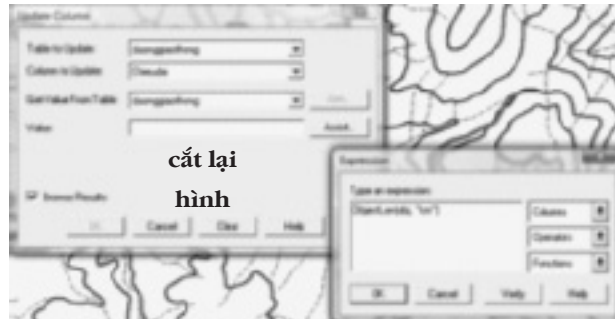 Update Column
Table to Update:
Column to Update:
Get Value From Table:
Value:
Assist...
cắt lại
hình
Browse Results
OK
Cancel
Clear
Help
Expression
Type an expression:
Columns
Operators
Functions
OK
Cancel
Verify
Help